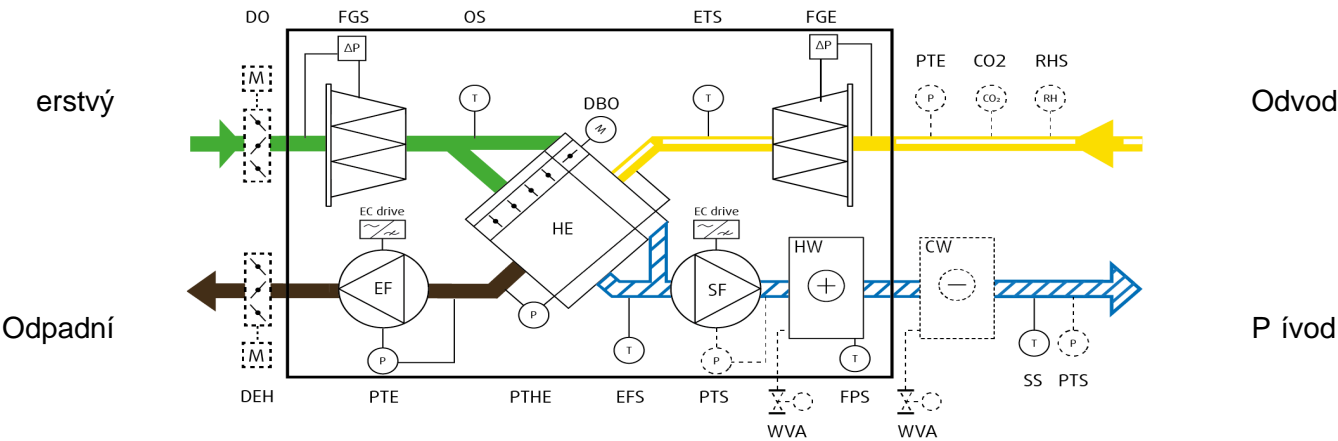 DO FGS OS ETS FGE
ΔP ΔP
M PTE CO2 RHS
erstvý DBO Odvod
T M T P CO₂ RH
EC drive EC drive
HE
HW CW
EF SF
P
Odpadní P ívod
P T P T T P
SS PTS
DEH PTE PTHE EFS PTS FPS
M
WVA WVA